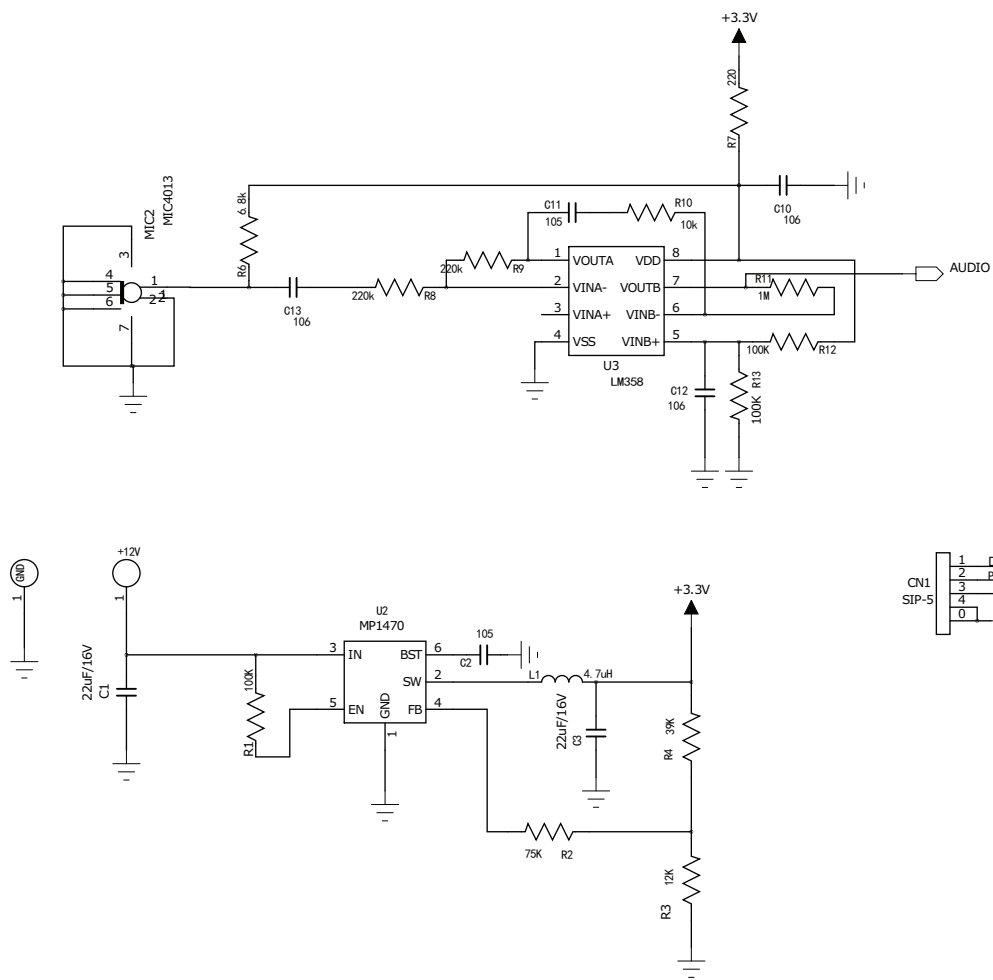 +3.3V
220
R7
MIC2
MIC4013
6.8k
R6
C11
105
R10
10k
C10
106
3
4
5
6
7
1
2
C13
106
220k
R8
220k
R9
1
VOUTA
VDD
8
2
VINA-
VOUTB
7
3
VINA+
VINB-
6
4
VSS
VINB+
5
U3
LM358
R11
1M
AUDIO
100K
R12
C12
106
R13
100K
GND
1
+12V
1
22uF/16V
C1
100K
R1
U2
MP1470
3
IN
BST
6
SW
2
5
EN
GND
FB
4
1
105
C2
L1
4.7uH
22uF/16V
C3
+3.3V
39K
R4
75K
R2
12K
R3
CN1
SIP-5
1
2
P
3
4
0